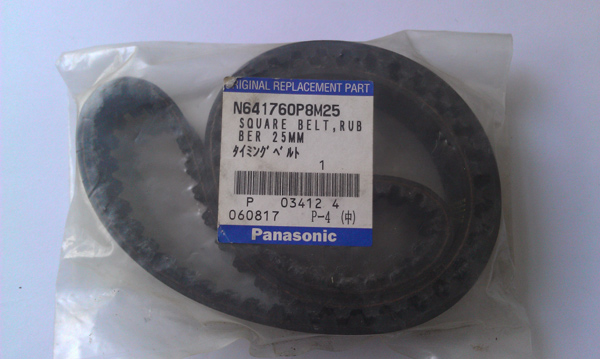 ORIGINAL REPLACEMENT PART
N641760P8M25
SQUARE BELT,RUB
BER 25MM
タイミングベルト
1
P 03412 4
060817 P-4 (中)
Panasonic